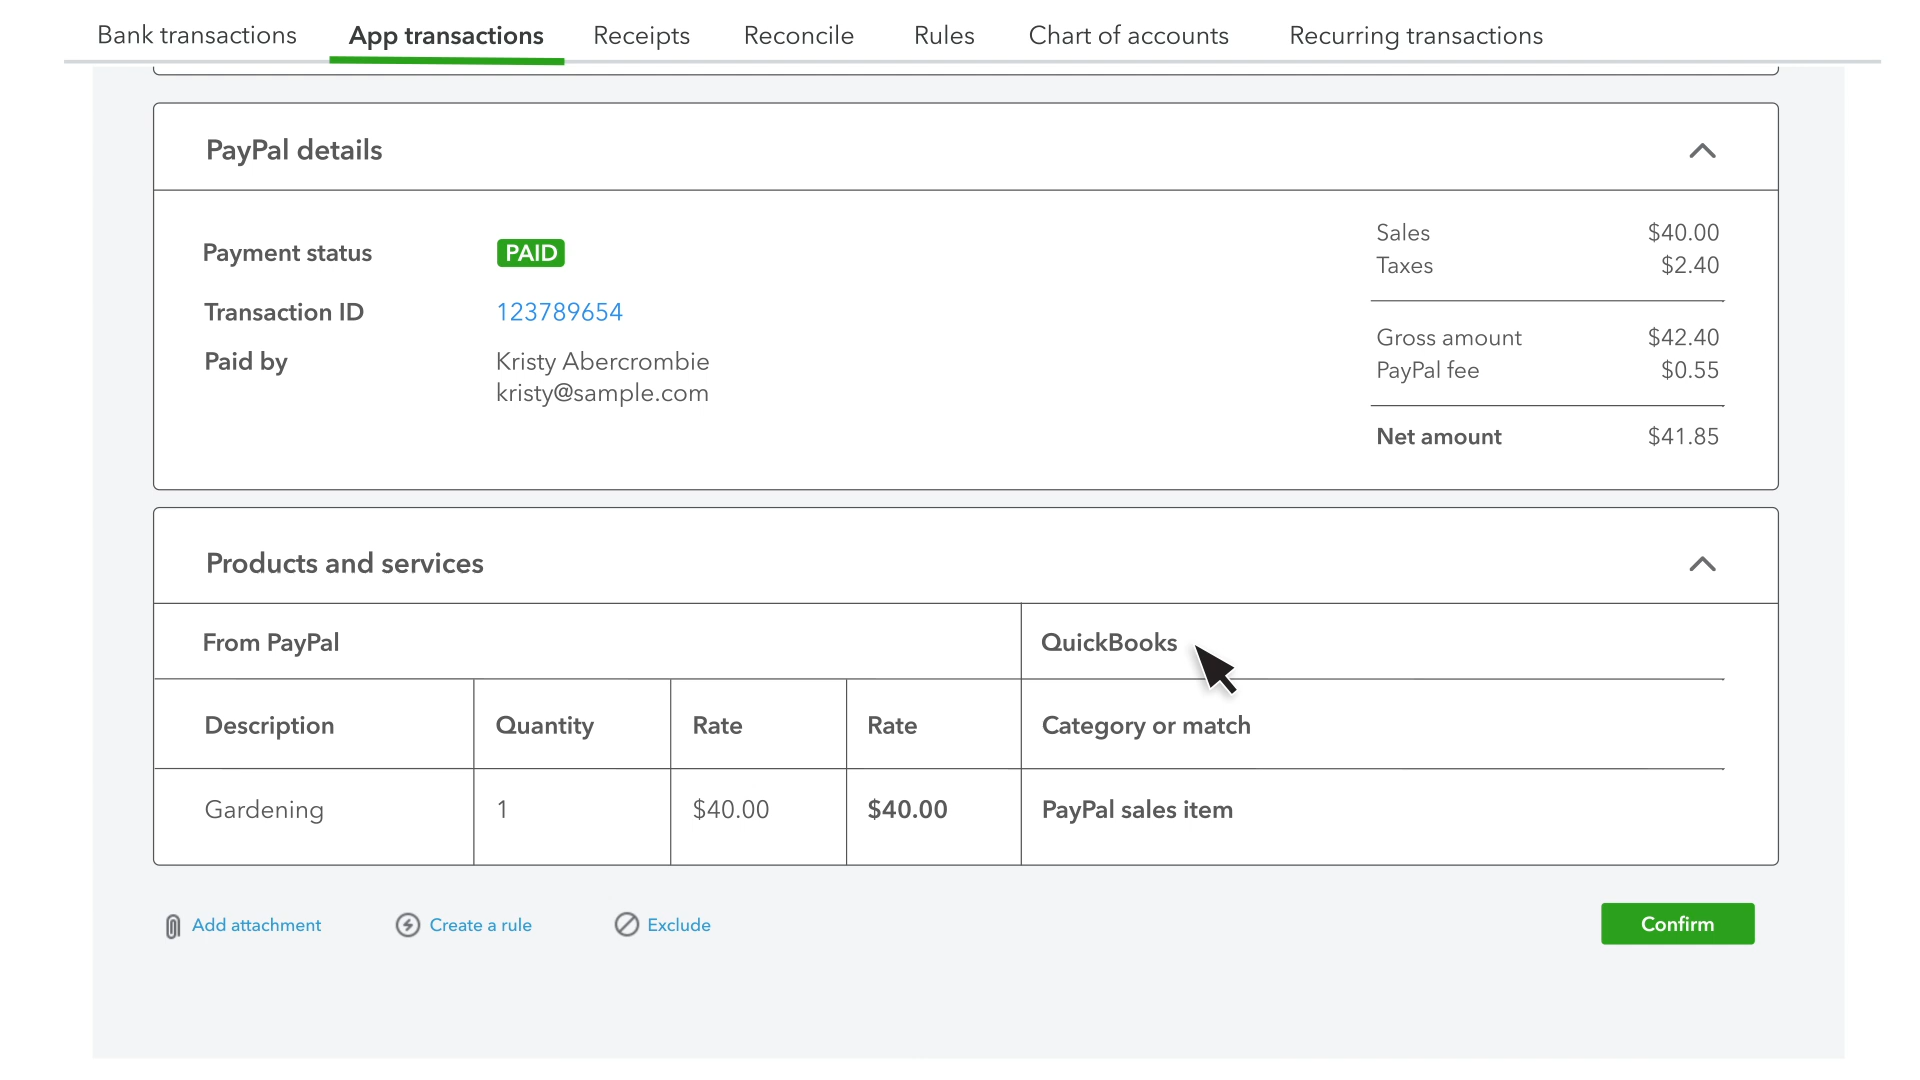 Bank transactions App transactions Receipts Reconcile Rules Chart of accounts Recurring transactions
PayPal details
Payment status PAID
Transaction ID 123789654
Paid by Kristy Abercrombie
kristy@sample.com
Sales $40.00
Taxes $2.40
Gross amount $42.40
PayPal fee $0.55
Net amount $41.85
Products and services
From PayPal QuickBooks
Description Quantity Rate Rate Category or match
Gardening 1 $40.00 $40.00 PayPal sales item
Add attachment Create a rule Exclude Confirm